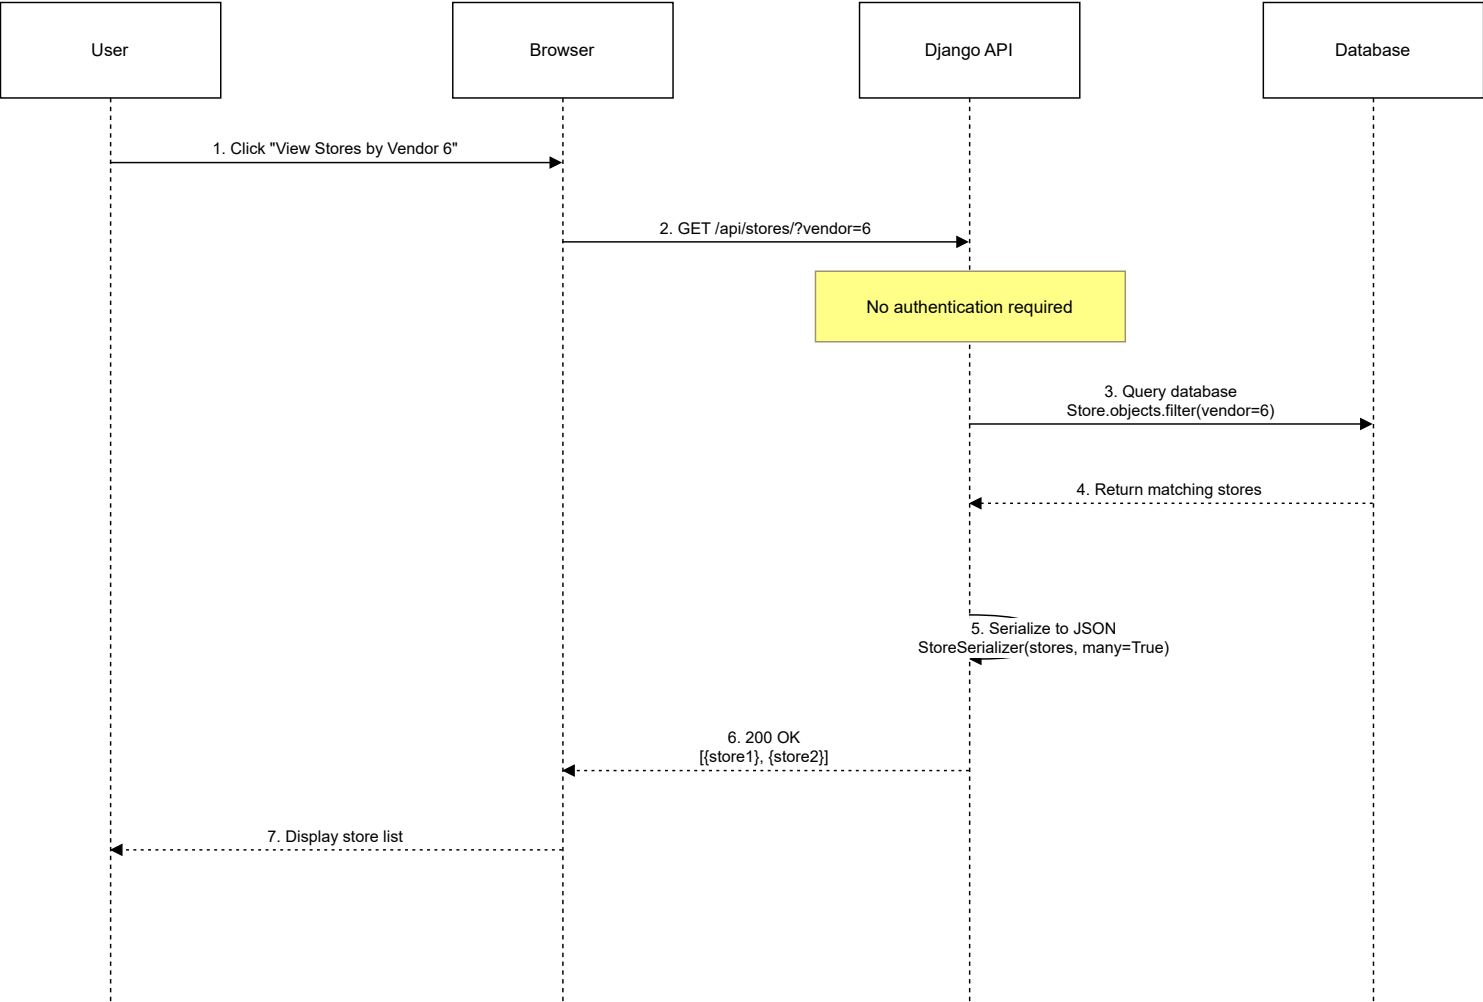 User
Browser
Django API
Database
1. Click "View Stores by Vendor 6"
2. GET /api/stores/?vendor=6
No authentication required
3. Query database
Store.objects.filter(vendor=6)
4. Return matching stores
5. Serialize to JSON
StoreSerializer(stores, many=True)
6. 200 OK
[{store1}, {store2}]
7. Display store list